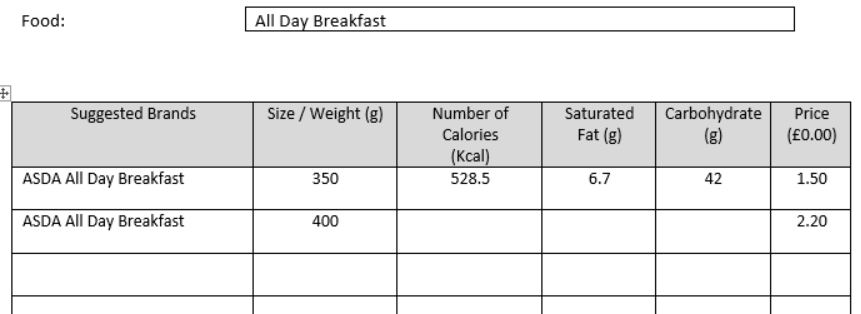 Food: All Day Breakfast
Suggested Brands Size / Weight (g) Number of Calories (Kcal) Saturated Fat (g) Carbohydrate (g) Price (£0.00)
ASDA All Day Breakfast 350 528.5 6.7 42 1.50
ASDA All Day Breakfast 400 2.20